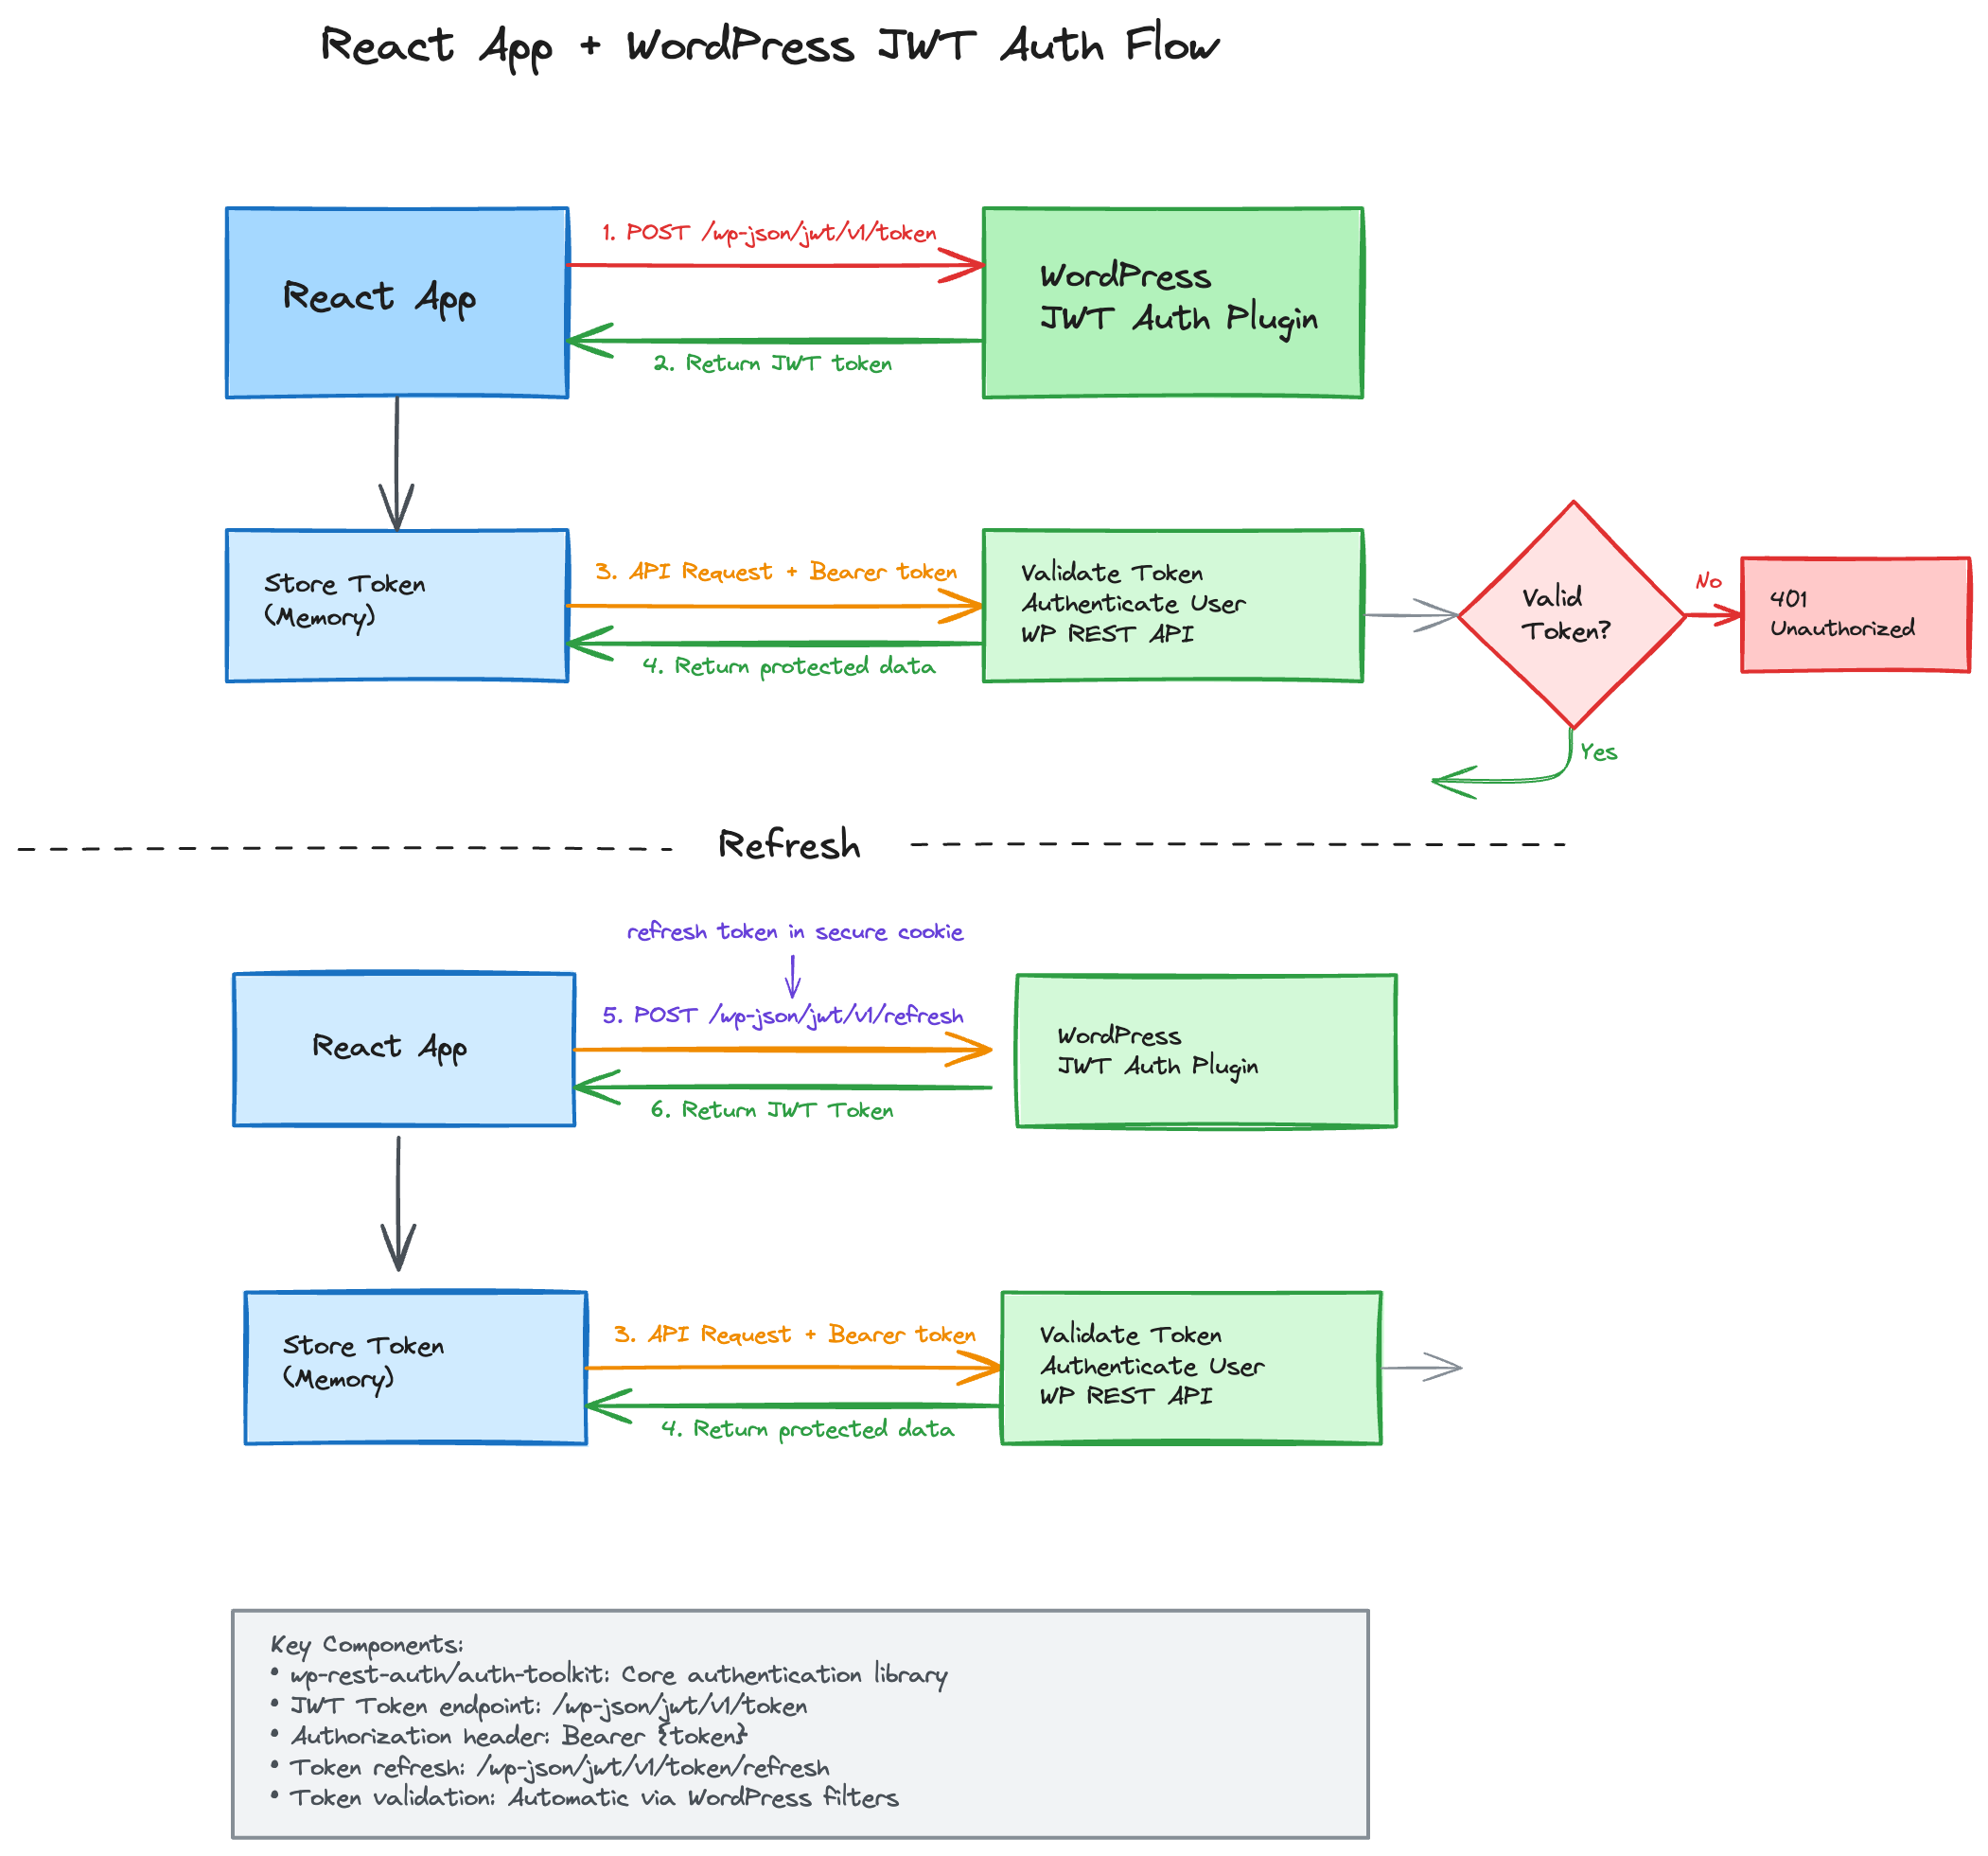 React App + WordPress JWT Auth Flow
React App
1. POST /wp-json/jwt/v1/token
2. Return JWT token
WordPress
JWT Auth Plugin
Store Token
(Memory)
3. API Request + Bearer token
4. Return protected data
Validate Token
Authenticate User
WP REST API
Valid
Token?
No
401
Unauthorized
Yes
Refresh
refresh token in secure cookie
React App
5. POST /wp-json/jwt/v1/refresh
6. Return JWT Token
WordPress
JWT Auth Plugin
Store Token
(Memory)
3. API Request + Bearer token
4. Return protected data
Validate Token
Authenticate User
WP REST API
Key Components:
• wp-rest-auth/auth-toolkit: Core authentication library
• JWT Token endpoint: /wp-json/jwt/v1/token
• Authorization header: Bearer {token}
• Token refresh: /wp-json/jwt/v1/token/refresh
• Token validation: Automatic via WordPress filters